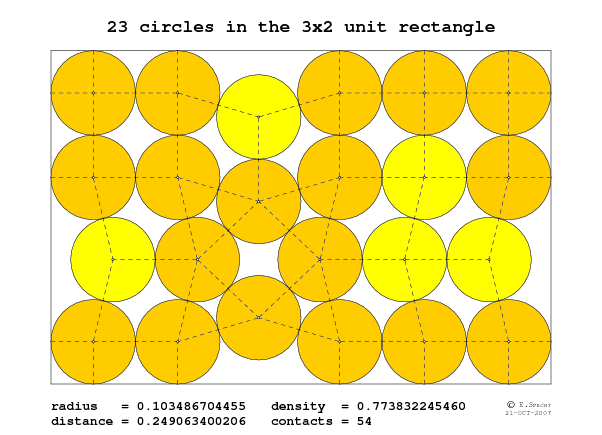 23 circles in the 3x2 unit rectangle
radius = 0.103486704455 density = 0.773832245460 © E.Specht
distance = 0.249063400206 contacts = 54 21-OCT-2007